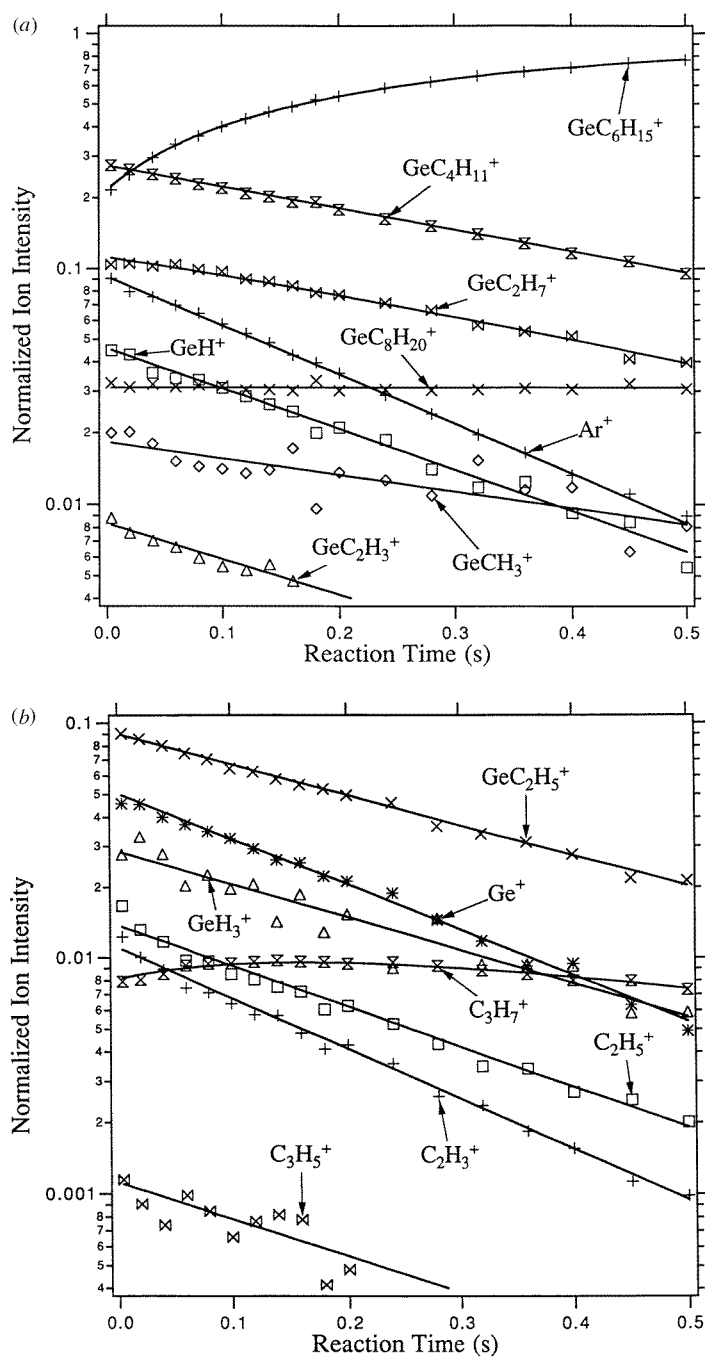 (a)
1
8
7
6
5
4
3
2
0.1
8
7
6
5
4
3
2
0.01
8
7
6
5
4
Normalized Ion Intensity
GeC₆H₁₅⁺
GeC₄H₁₁⁺
GeC₂H₇⁺
GeC₈H₂₀⁺
GeH⁺
Ar⁺
GeCH₃⁺
GeC₂H₃⁺
0.0 0.1 0.2 0.3 0.4 0.5
Reaction Time (s)
(b)
0.1
8
7
6
5
4
3
2
0.01
8
7
6
5
4
3
2
0.001
8
7
6
5
4
Normalized Ion Intensity
GeC₂H₅⁺
Ge⁺
GeH₃⁺
C₃H₇⁺
C₂H₅⁺
C₂H₃⁺
C₃H₅⁺
0.0 0.1 0.2 0.3 0.4 0.5
Reaction Time (s)